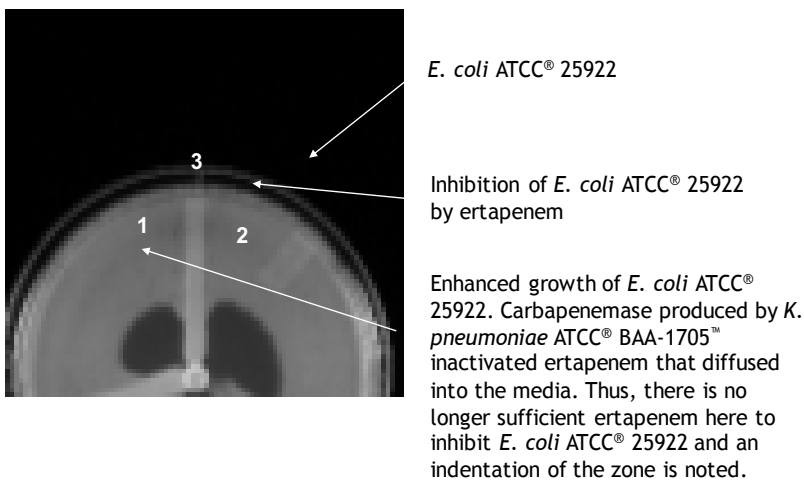 3
1
2
E. coli ATCC® 25922
Inhibition of E. coli ATCC® 25922
by ertapenem
Enhanced growth of E. coli ATCC®
25922. Carbapenemase produced by K.
pneumoniae ATCC® BAA-1705™
inactivated ertapenem that diffused
into the media. Thus, there is no
longer sufficient ertapenem here to
inhibit E. coli ATCC® 25922 and an
indentation of the zone is noted.